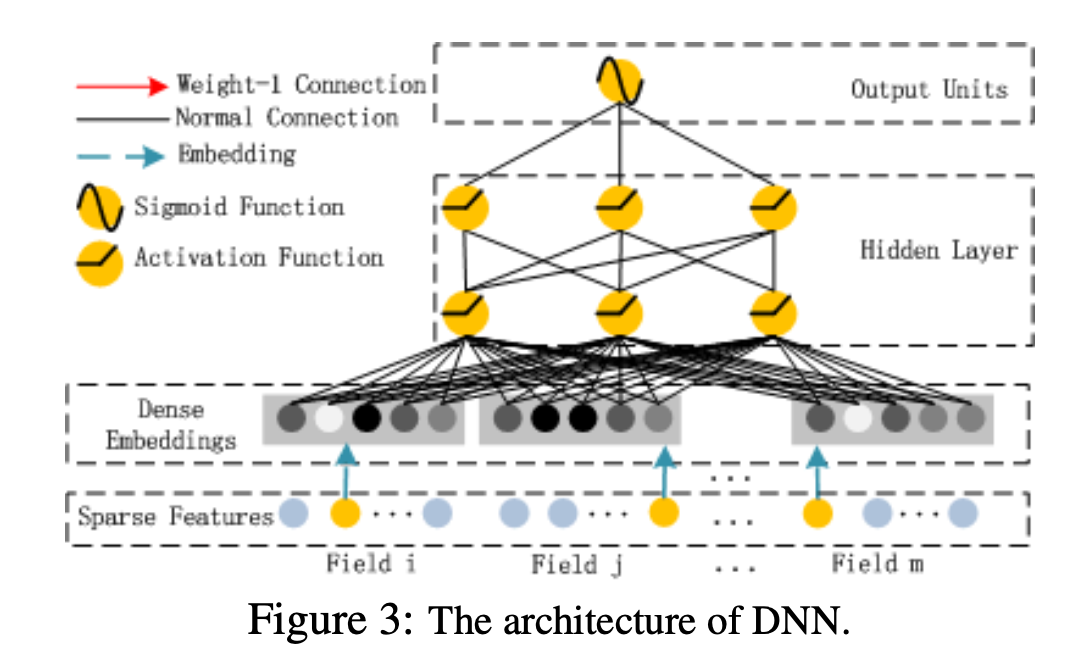 Weight-1 Connection
Normal Connection
Embedding
Sigmoid Function
Activation Function
Output Units
Hidden Layer
Dense
Embeddings
...
Sparse Features ... ... ... ...
Field i Field j ... Field m
Figure 3: The architecture of DNN.